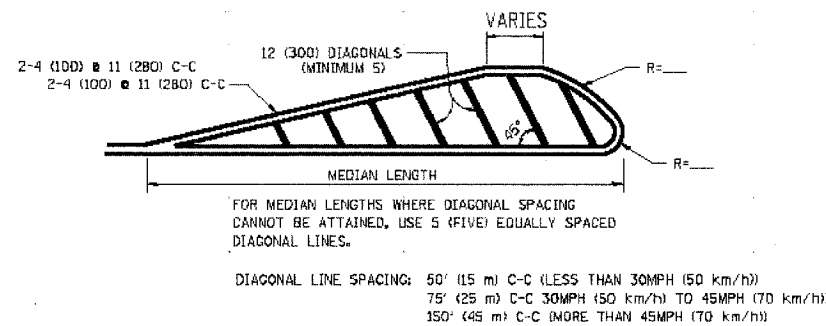 VARIES
12 (300) DIAGONALS
(MINIMUM 5)
2-4 (100) @ 11 (280) C-C
2-4 (100) @ 11 (280) C-C
R=___
45°
R=___
MEDIAN LENGTH
FOR MEDIAN LENGTHS WHERE DIAGONAL SPACING
CANNOT BE ATTAINED, USE 5 (FIVE) EQUALLY SPACED
DIAGONAL LINES.
DIAGONAL LINE SPACING: 50' (15 m) C-C (LESS THAN 30MPH (50 km/h))
75' (25 m) C-C 30MPH (50 km/h) TO 45MPH (70 km/h)
150' (45 m) C-C (MORE THAN 45MPH (70 km/h))